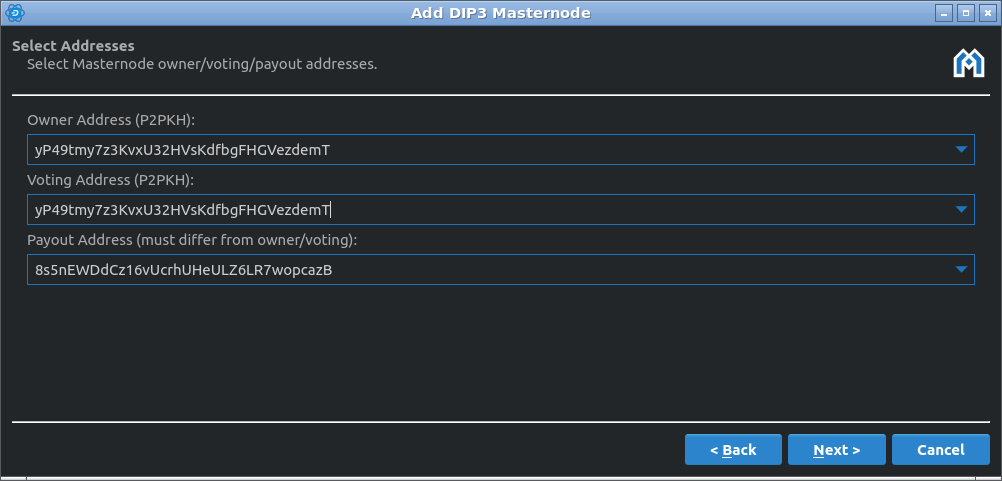 Add DIP3 Masternode
Select Addresses
Select Masternode owner/voting/payout addresses.
Owner Address (P2PKH):
yP49tmy7z3KvxU32HVsKdfbgFHGVezdemT
Voting Address (P2PKH):
yP49tmy7z3KvxU32HVsKdfbgFHGVezdemT
Payout Address (must differ from owner/voting):
8s5nEWDdCz16vUcrhUHeULZ6LR7wopcazB
< Back
Next >
Cancel